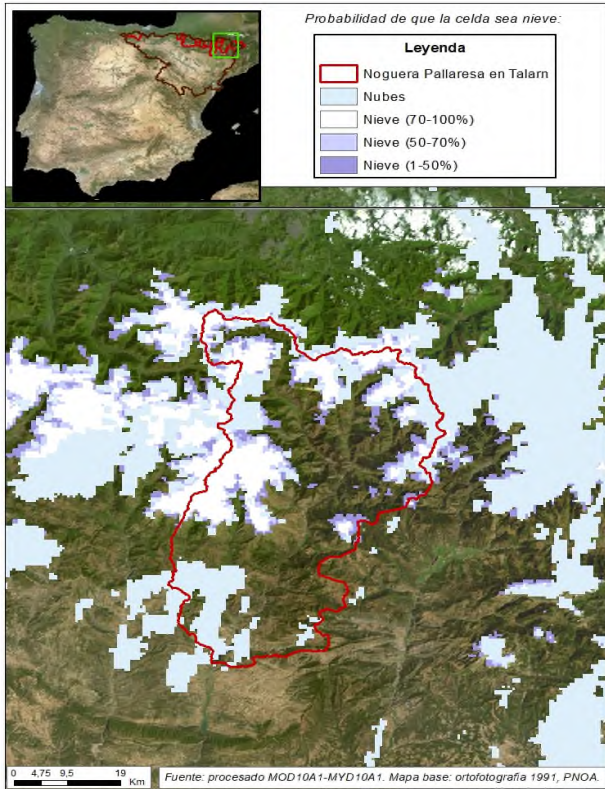 Probabilidad de que la celda sea nieve:
Leyenda
Noguera Pallaresa en Talarn
Nubes
Nieve (70-100%)
Nieve (50-70%)
Nieve (1-50%)
0 4,75 9,5 19
Km
Fuente: procesado MOD10A1-MYD10A1. Mapa base: ortofotografía 1991, PNOA.